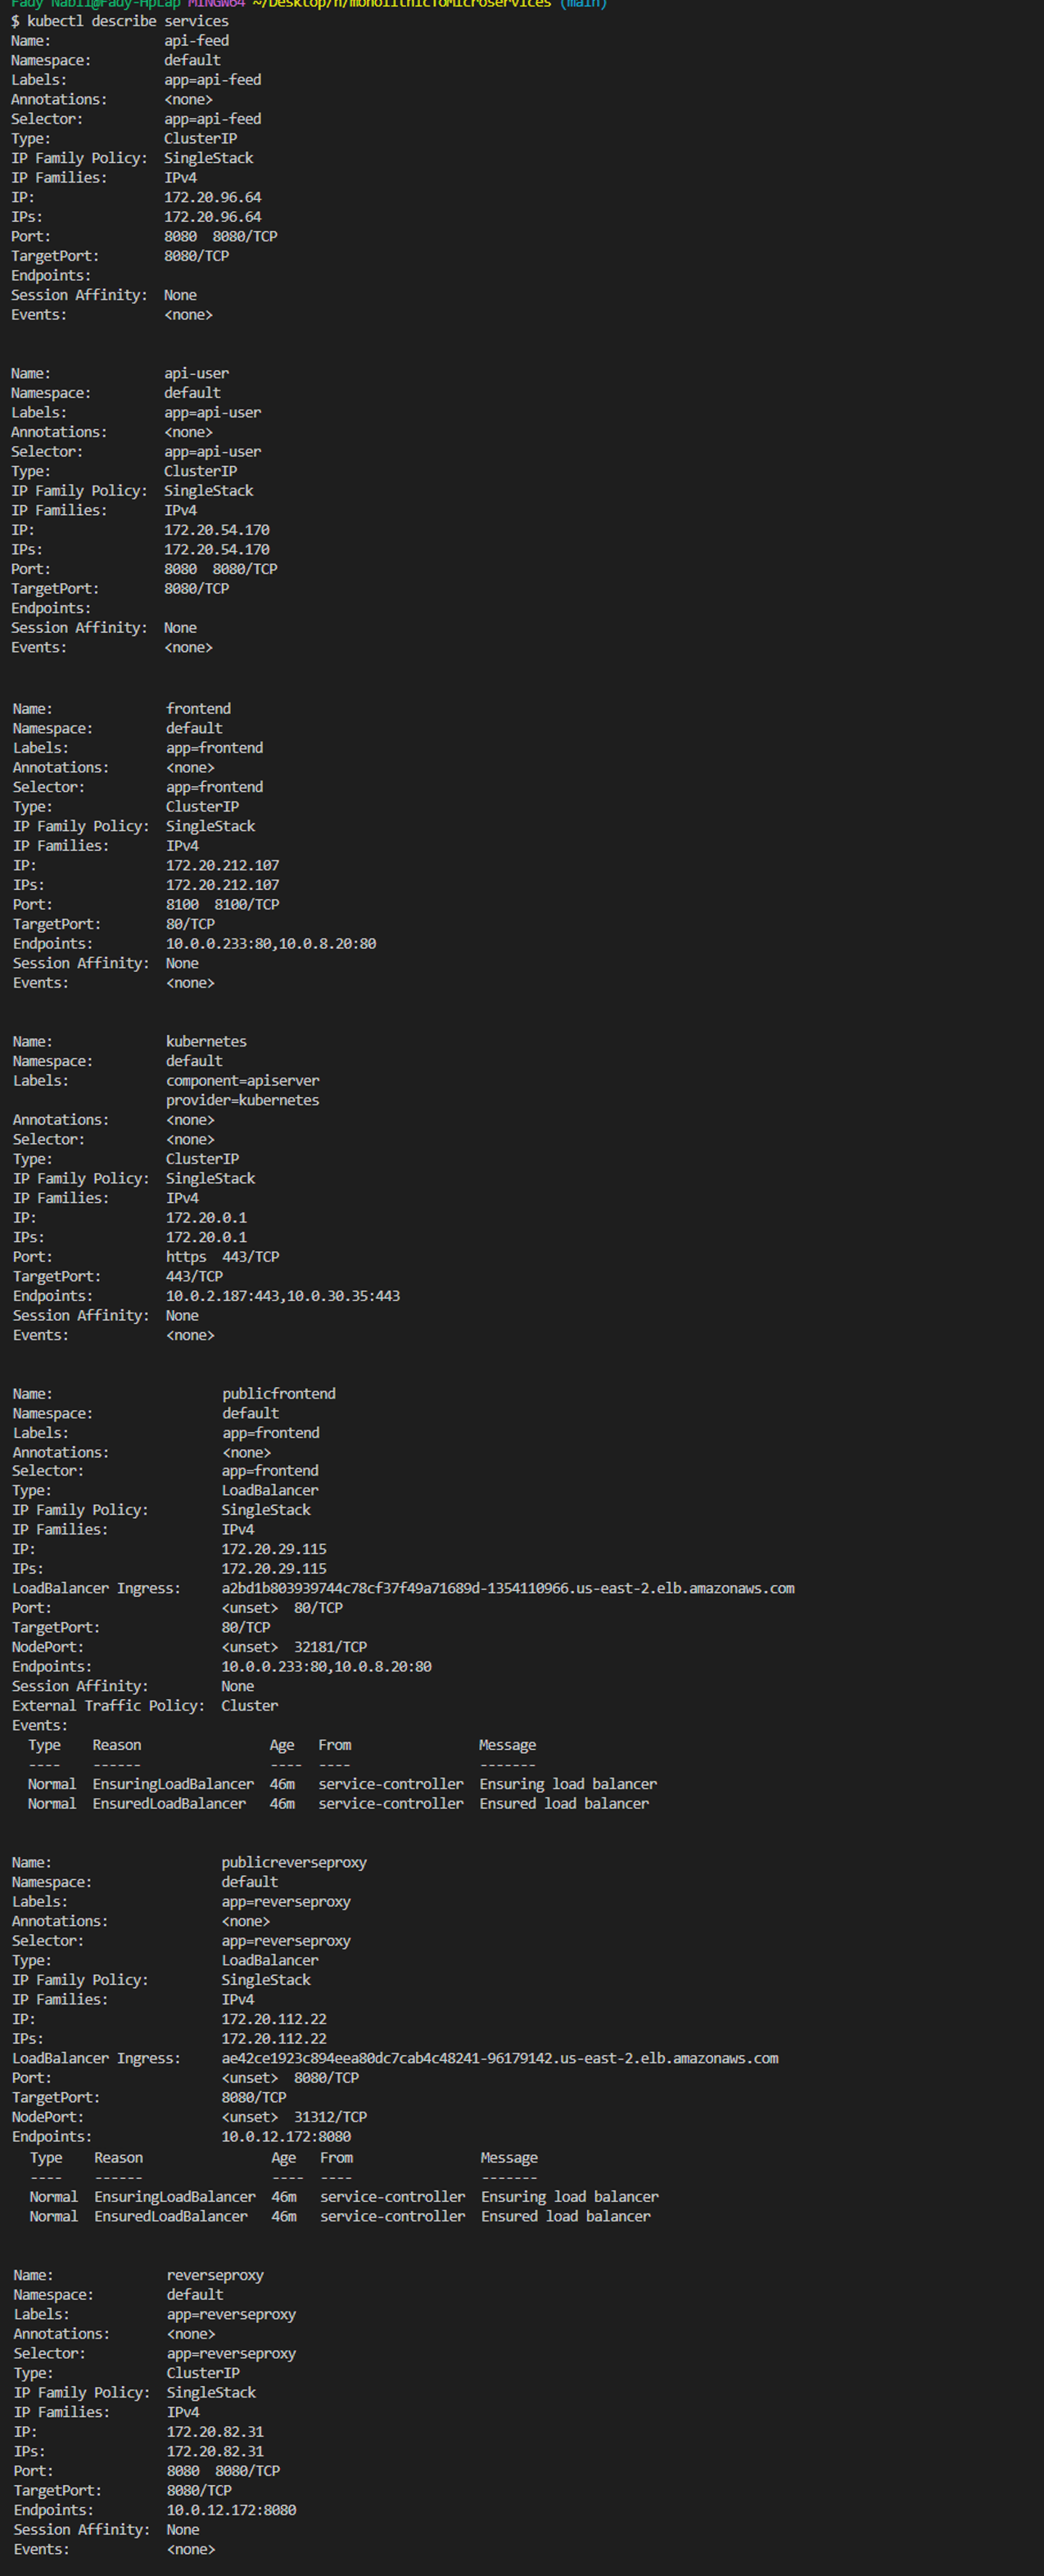 Fady Nabil@Fady-HpLap MINGW64 ~/Desktop/n/monolithicToMicroservices (main)
$ kubectl describe services
Name:              api-feed
Namespace:         default
Labels:            app=api-feed
Annotations:       <none>
Selector:          app=api-feed
Type:              ClusterIP
IP Family Policy:  SingleStack
IP Families:       IPv4
IP:                172.20.96.64
IPs:               172.20.96.64
Port:              8080  8080/TCP
TargetPort:        8080/TCP
Endpoints:
Session Affinity:  None
Events:            <none>
Name:              api-user
Namespace:         default
Labels:            app=api-user
Annotations:       <none>
Selector:          app=api-user
Type:              ClusterIP
IP Family Policy:  SingleStack
IP Families:       IPv4
IP:                172.20.54.170
IPs:               172.20.54.170
Port:              8080  8080/TCP
TargetPort:        8080/TCP
Endpoints:
Session Affinity:  None
Events:            <none>
Name:              frontend
Namespace:         default
Labels:            app=frontend
Annotations:       <none>
Selector:          app=frontend
Type:              ClusterIP
IP Family Policy:  SingleStack
IP Families:       IPv4
IP:                172.20.212.107
IPs:               172.20.212.107
Port:              8100  8100/TCP
TargetPort:        80/TCP
Endpoints:         10.0.0.233:80,10.0.8.20:80
Session Affinity:  None
Events:            <none>
Name:              kubernetes
Namespace:         default
Labels:            component=apiserver
                   provider=kubernetes
Annotations:       <none>
Selector:          <none>
Type:              ClusterIP
IP Family Policy:  SingleStack
IP Families:       IPv4
IP:                172.20.0.1
IPs:               172.20.0.1
Port:              https  443/TCP
TargetPort:        443/TCP
Endpoints:         10.0.2.187:443,10.0.30.35:443
Session Affinity:  None
Events:            <none>
Name:                     publicfrontend
Namespace:                default
Labels:                   app=frontend
Annotations:              <none>
Selector:                 app=frontend
Type:                     LoadBalancer
IP Family Policy:         SingleStack
IP Families:              IPv4
IP:                       172.20.29.115
IPs:                      172.20.29.115
LoadBalancer Ingress:     a2bd1b803939744c78cf37f49a71689d-1354110966.us-east-2.elb.amazonaws.com
Port:                     <unset>  80/TCP
TargetPort:               80/TCP
NodePort:                 <unset>  32181/TCP
Endpoints:                10.0.0.233:80,10.0.8.20:80
Session Affinity:         None
External Traffic Policy:  Cluster
Events:
  Type    Reason                Age   From                Message
  ----    ------                ----  ----                -------
  Normal  EnsuringLoadBalancer  46m   service-controller  Ensuring load balancer
  Normal  EnsuredLoadBalancer   46m   service-controller  Ensured load balancer
Name:                     publicreverseproxy
Namespace:                default
Labels:                   app=reverseproxy
Annotations:              <none>
Selector:                 app=reverseproxy
Type:                     LoadBalancer
IP Family Policy:         SingleStack
IP Families:              IPv4
IP:                       172.20.112.22
IPs:                      172.20.112.22
LoadBalancer Ingress:     ae42ce1923c894eea80dc7cab4c48241-96179142.us-east-2.elb.amazonaws.com
Port:                     <unset>  8080/TCP
TargetPort:               8080/TCP
NodePort:                 <unset>  31312/TCP
Endpoints:                10.0.12.172:8080
  Type    Reason                Age   From                Message
  ----    ------                ----  ----                -------
  Normal  EnsuringLoadBalancer  46m   service-controller  Ensuring load balancer
  Normal  EnsuredLoadBalancer   46m   service-controller  Ensured load balancer
Name:              reverseproxy
Namespace:         default
Labels:            app=reverseproxy
Annotations:       <none>
Selector:          app=reverseproxy
Type:              ClusterIP
IP Family Policy:  SingleStack
IP Families:       IPv4
IP:                172.20.82.31
IPs:               172.20.82.31
Port:              8080  8080/TCP
TargetPort:        8080/TCP
Endpoints:         10.0.12.172:8080
Session Affinity:  None
Events:            <none>